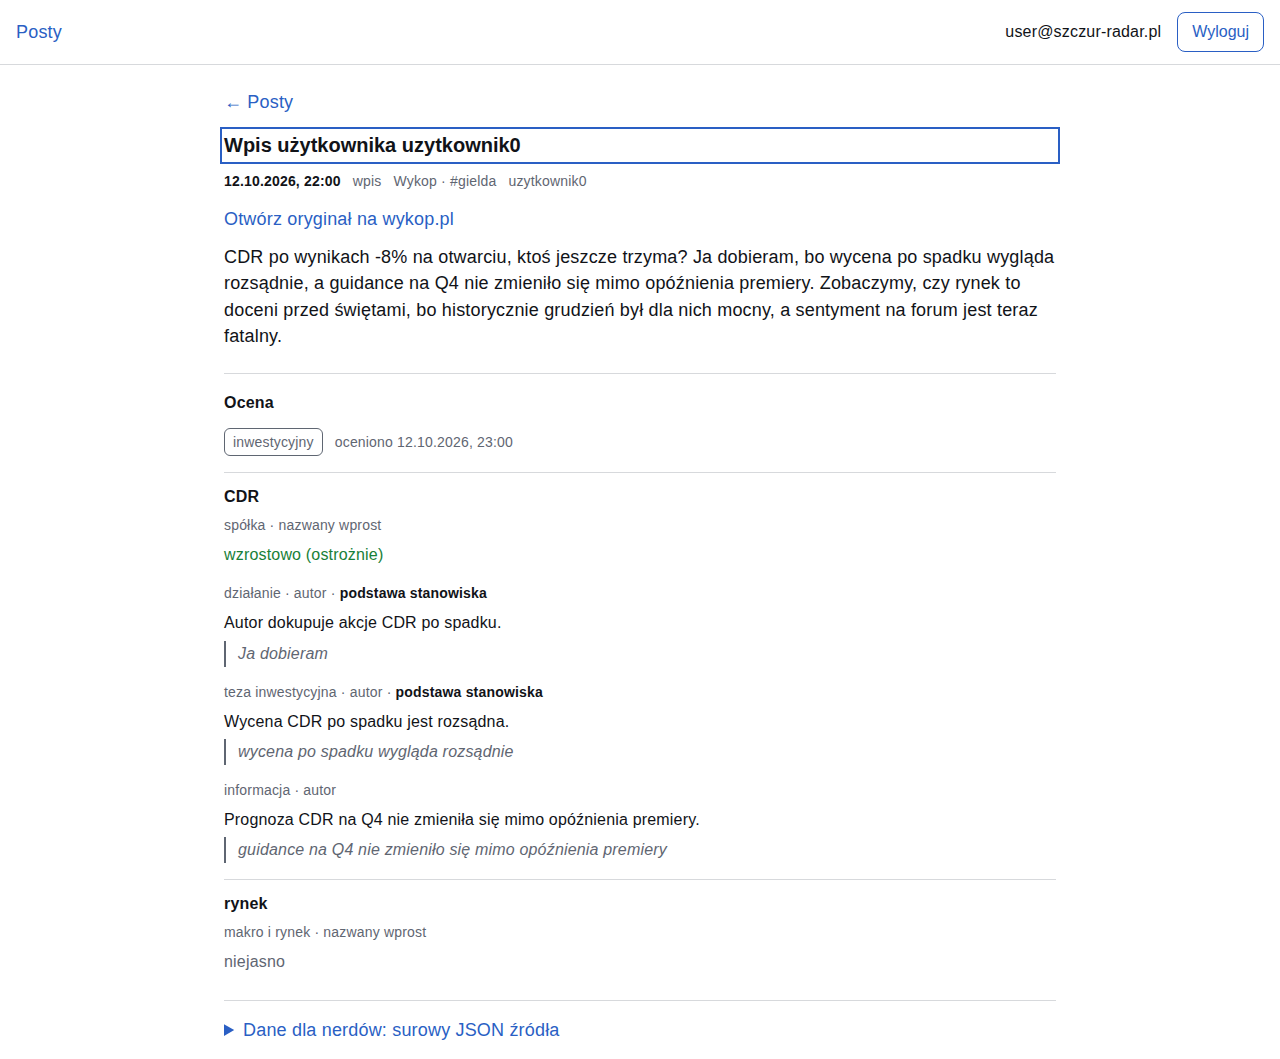 Posty
user@szczur-radar.pl
Wyloguj
← Posty
Wpis użytkownika uzytkownik0
12.10.2026, 22:00 wpis Wykop · #gielda uzytkownik0
Otwórz oryginał na wykop.pl
CDR po wynikach -8% na otwarciu, ktoś jeszcze trzyma? Ja dobieram, bo wycena po spadku wygląda
rozsądnie, a guidance na Q4 nie zmieniło się mimo opóźnienia premiery. Zobaczymy, czy rynek to
doceni przed świętami, bo historycznie grudzień był dla nich mocny, a sentyment na forum jest teraz
fatalny.
Ocena
inwestycyjny oceniono 12.10.2026, 23:00
CDR
spółka · nazwany wprost
wzrostowo (ostrożnie)
działanie · autor · podstawa stanowiska
Autor dokupuje akcje CDR po spadku.
Ja dobieram
teza inwestycyjna · autor · podstawa stanowiska
Wycena CDR po spadku jest rozsądna.
wycena po spadku wygląda rozsądnie
informacja · autor
Prognoza CDR na Q4 nie zmieniła się mimo opóźnienia premiery.
guidance na Q4 nie zmieniło się mimo opóźnienia premiery
rynek
makro i rynek · nazwany wprost
niejasno
Dane dla nerdów: surowy JSON źródła